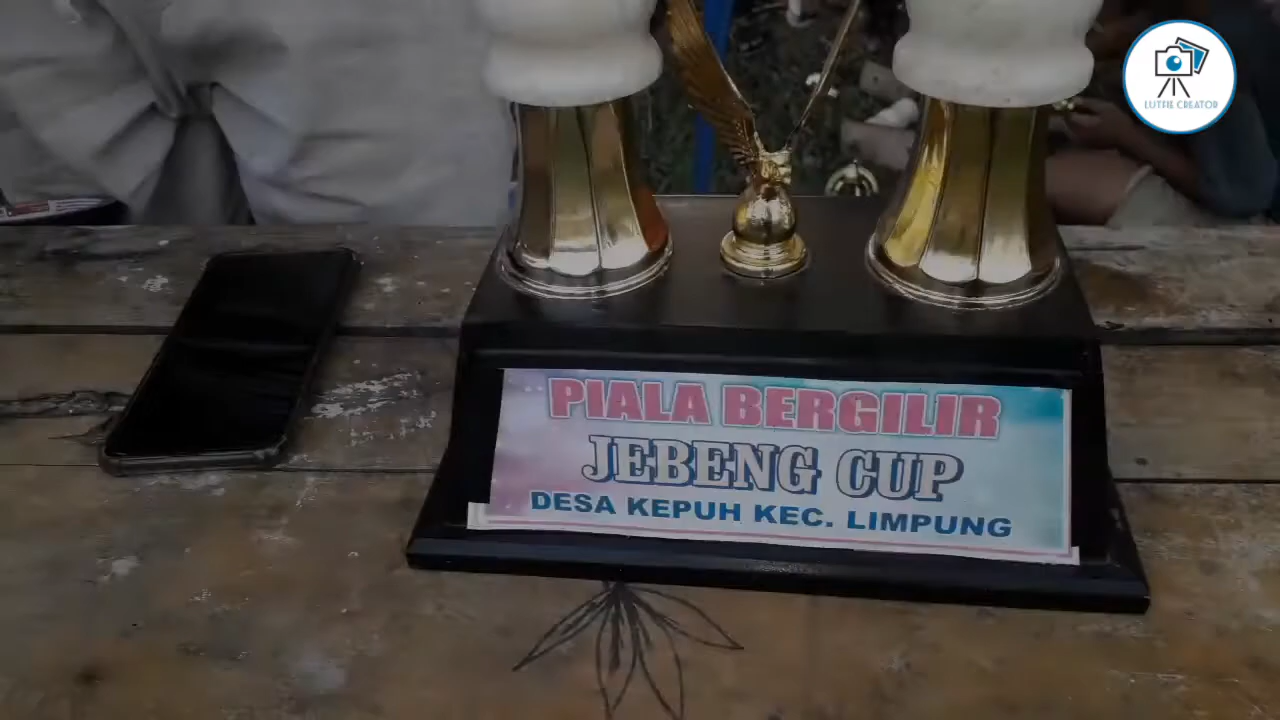 LUTFIE CREATOR
PIALA BERGILIR
JEBENG CUP
DESA KEPUH KEC. LIMPUNG